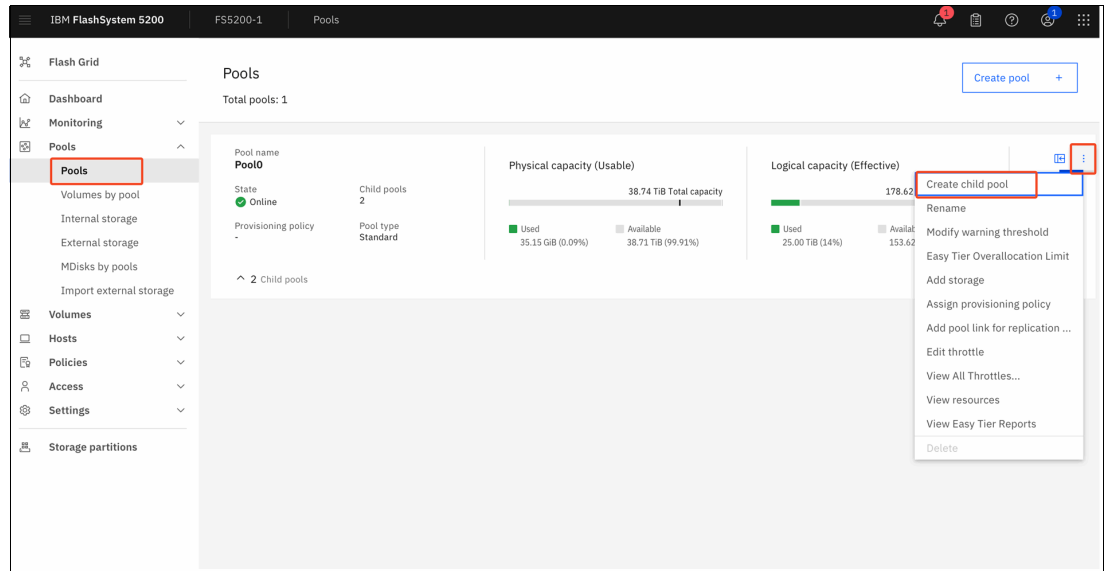 IBM FlashSystem 5200
FS5200-1
Pools
1
1
Flash Grid
Dashboard
Monitoring
Pools
Pools
Volumes by pool
Internal storage
External storage
MDisks by pools
Import external storage
Volumes
Hosts
Policies
Access
Settings
Storage partitions
Pools
Total pools: 1
Create pool +
Pool name
Pool0
State
Online
Child pools
2
Provisioning policy
-
Pool type
Standard
2 Child pools
Physical capacity (Usable)
38.74 TiB Total capacity
Used
35.15 GiB (0.09%)
Available
38.71 TiB (99.91%)
Logical capacity (Effective)
178.62
Used
25.00 TiB (14%)
Availab
153.62
Create child pool
Rename
Modify warning threshold
Easy Tier Overallocation Limit
Add storage
Assign provisioning policy
Add pool link for replication ...
Edit throttle
View All Throttles...
View resources
View Easy Tier Reports
Delete